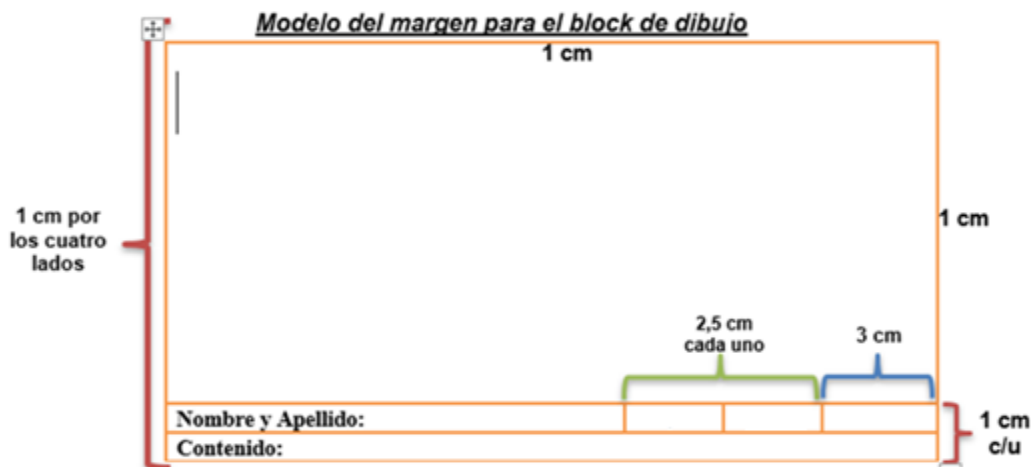 Modelo del margen para el block de dibujo
1 cm
1 cm por
los cuatro
lados
1 cm
2,5 cm
cada uno
3 cm
Nombre y Apellido:
Contenido:
1 cm
c/u